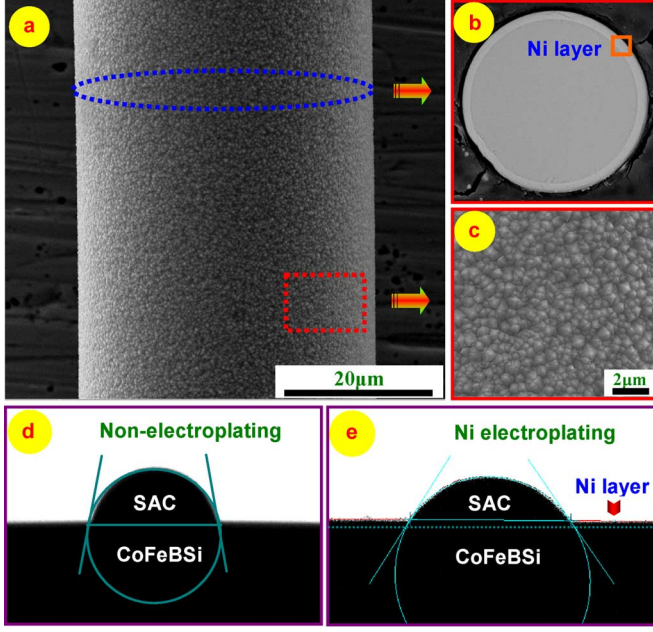 a
b
Ni layer
20μm
c
2μm
d
Non-electroplating
SAC
CoFeBSi
e
Ni electroplating
Ni layer
SAC
CoFeBSi